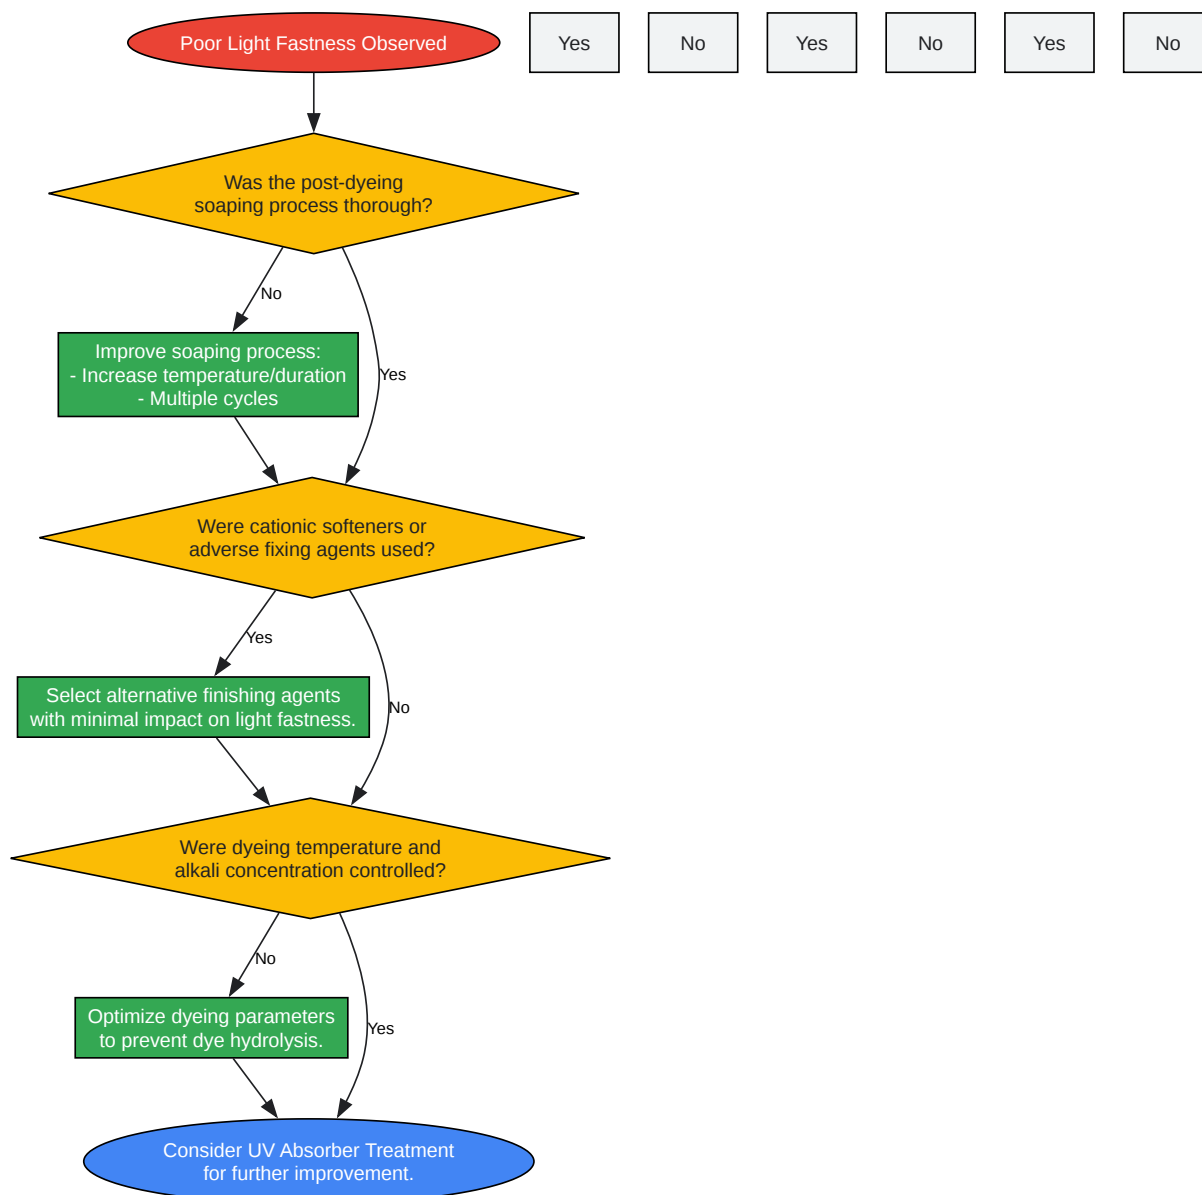 Poor Light Fastness Observed
Yes
No
Yes
No
Yes
No
Was the post-dyeing
soaping process thorough?
No
Improve soaping process:
- Increase temperature/duration
- Multiple cycles
Yes
Were cationic softeners or
adverse fixing agents used?
Yes
Select alternative finishing agents
with minimal impact on light fastness.
No
Were dyeing temperature and
alkali concentration controlled?
No
Optimize dyeing parameters
to prevent dye hydrolysis.
Yes
Consider UV Absorber Treatment
for further improvement.